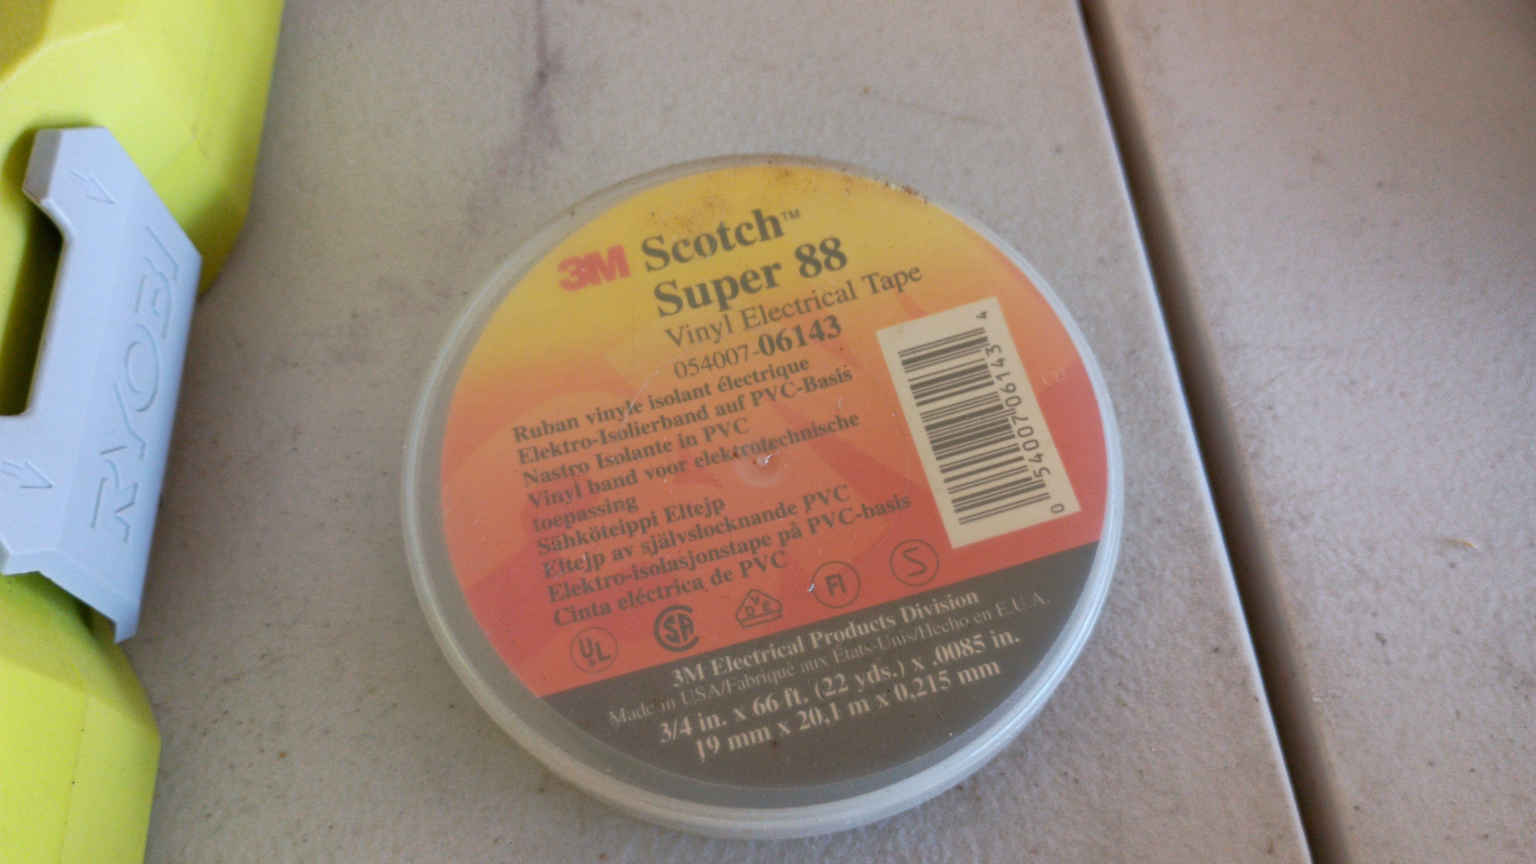 RYOBI
3M Scotch™
Super 88
Vinyl Electrical Tape
054007-06143
Ruban vinyle isolant électrique
Elektro-Isolierband auf PVC-Basis
Nastro Isolante in PVC
Vinyl band voor elektrotechnische
toepassing
Sähköteippi Eltejp
Eltejp av självslocknande PVC
Elektro-isolasjonstape på PVC-basis
Cinta eléctrica de PVC
0 54007 06143 4
UL SA DVE FI S
3M Electrical Products Division
Made in USA/Fabriqué aux États-Unis/Hecho en E.U.A.
3/4 in. x 66 ft. (22 yds.) x .0085 in.
19 mm x 20,1 m x 0,215 mm